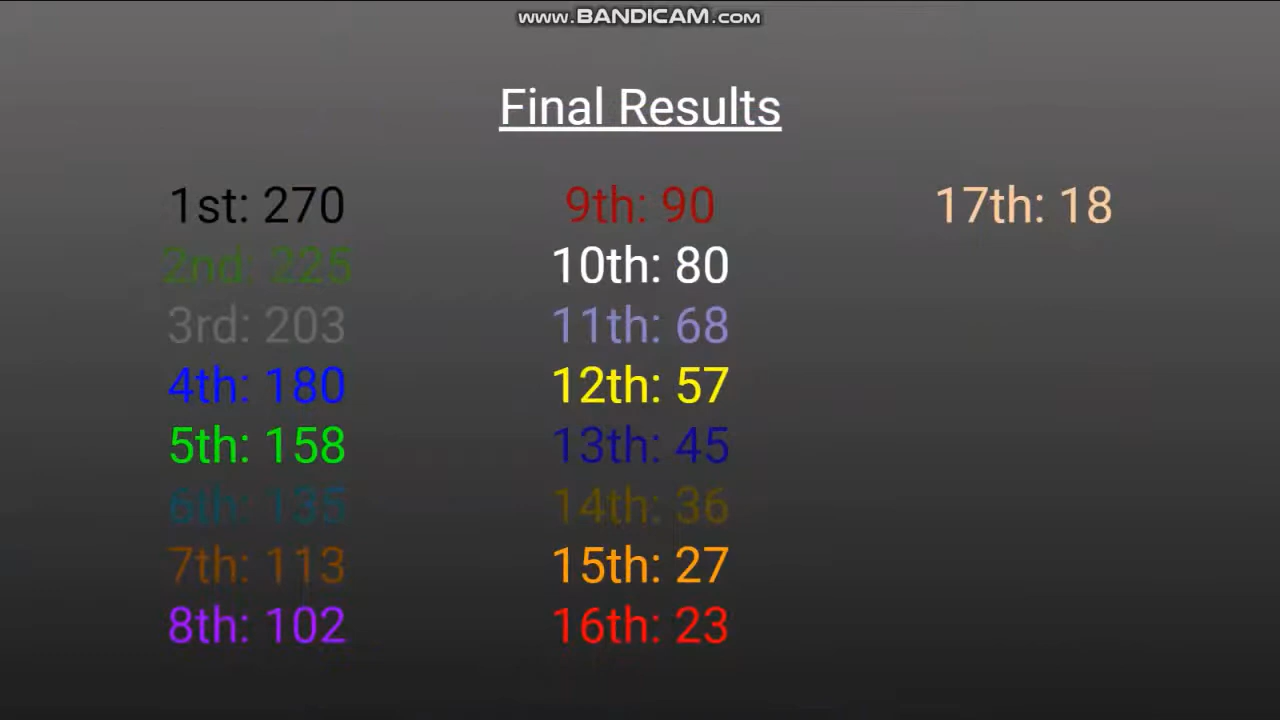 www.BANDICAM.com
Final Results
1st: 270
2nd: 225
3rd: 203
4th: 180
5th: 158
6th: 135
7th: 113
8th: 102
9th: 90
10th: 80
11th: 68
12th: 57
13th: 45
14th: 36
15th: 27
16th: 23
17th: 18